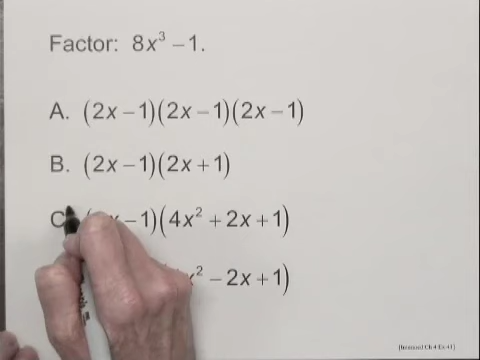 Factor: 8x³ – 1.
A. (2x – 1)(2x – 1)(2x – 1)
B. (2x – 1)(2x + 1)
C – 1)(4x² + 2x + 1)
² – 2x + 1)